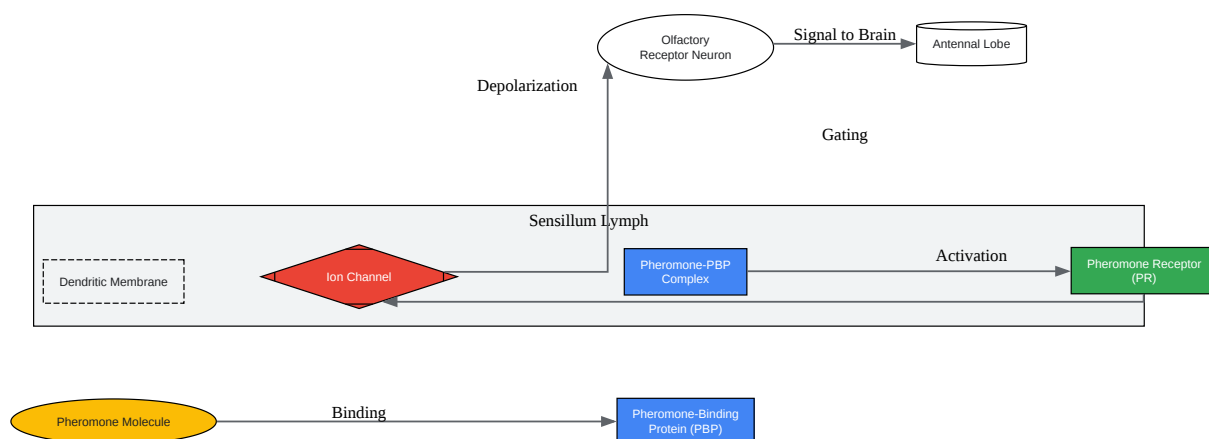 Olfactory
Receptor Neuron
Signal to Brain
Antennal Lobe
Depolarization
Gating
Sensillum Lymph
Dendritic Membrane
Ion Channel
Pheromone-PBP
Complex
Activation
Pheromone Receptor
(PR)
Pheromone Molecule
Binding
Pheromone-Binding
Protein (PBP)